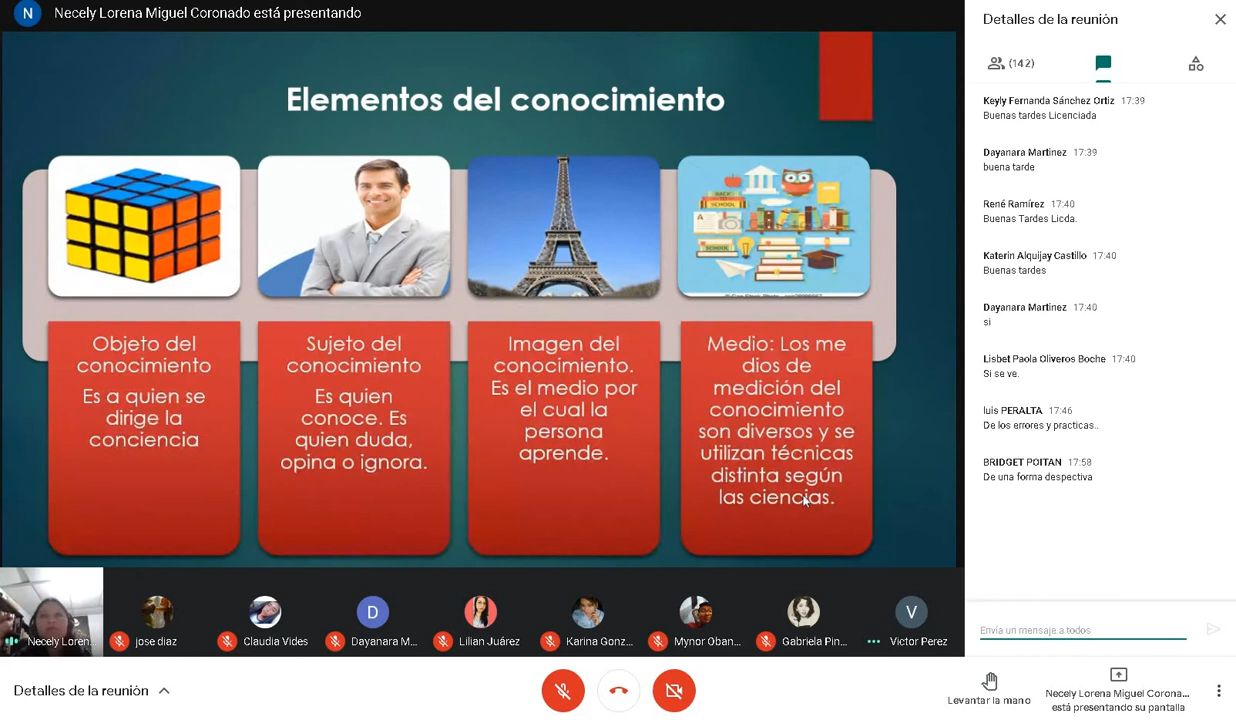 N
Necely Lorena Miguel Coronado está presentando
Elementos del conocimiento
BACK TO
SCHOOL
Objeto del
conocimiento
Es a quien se
dirige la
conciencia
Sujeto del
conocimiento
Es quien
conoce. Es
quien duda,
opina o ignora.
Imagen del
conocimiento.
Es el medio por
el cual la
persona
aprende.
Medio: Los me
dios de
medición del
conocimiento
son diversos y se
utilizan técnicas
distinta según
las ciencias.
Necely Loren...
jose diaz
Claudia Vides
D
Dayanara M...
Lilian Juárez
Karina Gonz...
Mynor Oban...
Gabriela Pin...
V
Victor Perez
Detalles de la reunión
(142)
Keyly Fernanda Sánchez Ortiz 17:39
Buenas tardes Licenciada
Dayanara Martinez 17:39
buena tarde
René Ramírez 17:40
Buenas Tardes Licda.
Katerin Alquijay Castillo 17:40
Buenas tardes
Dayanara Martinez 17:40
si
Lisbet Paola Oliveros Boche 17:40
Si se ve.
luis PERALTA 17:46
De los errores y practicas..
BRIDGET POITAN 17:58
De una forma despectiva
Envía un mensaje a todos
Detalles de la reunión
Levantar la mano
Necely Lorena Miguel Corona...
está presentando su pantalla